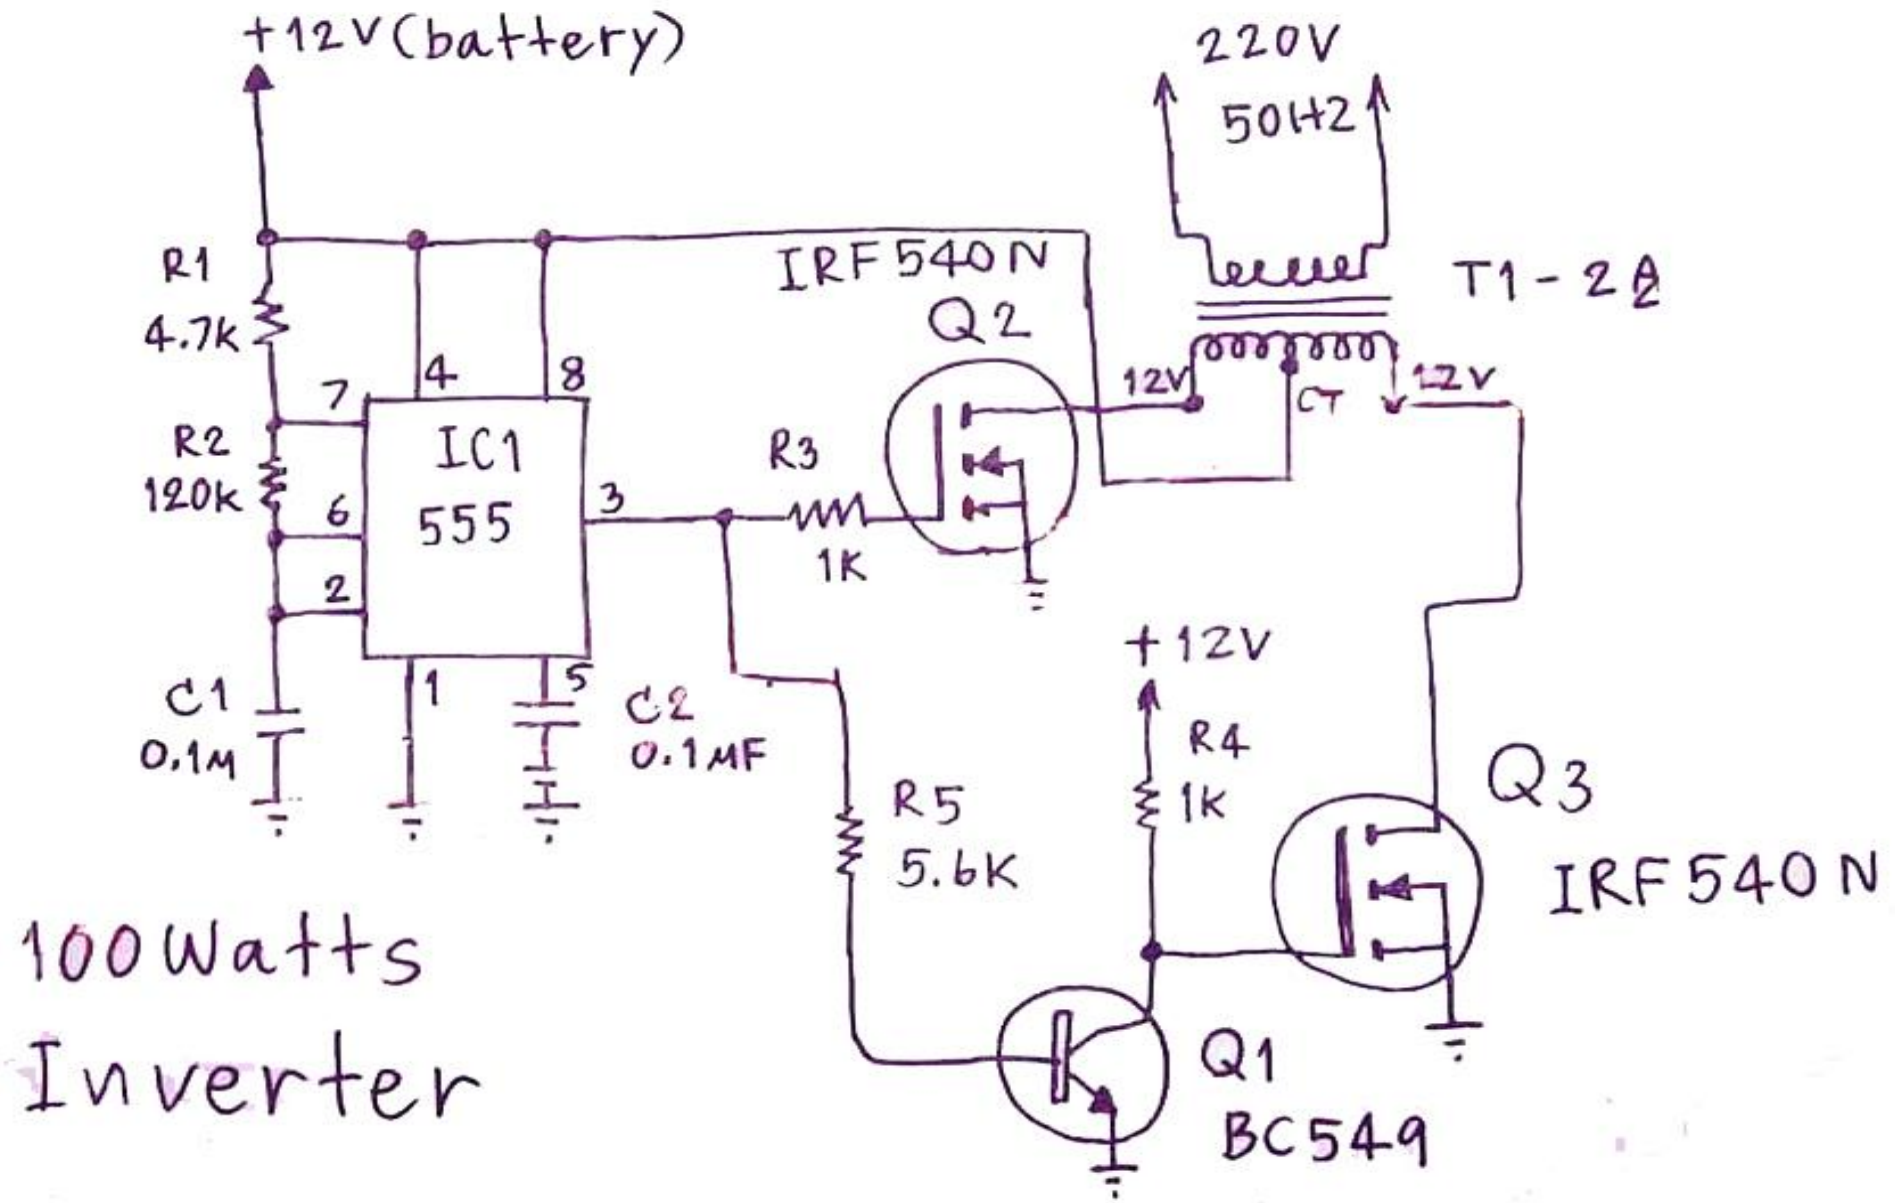 +12V(battery)
220V
50Hz
R1
4.7K
IRF540N
Q2
T1-2A
12V
CT
12V
7
4
8
R2
120K
IC1
555
6
3
R3
1K
2
1
5
C1
0.1M
C2
0.1MF
+12V
R4
1K
R5
5.6K
Q3
IRF540N
Q1
BC549
100Watts
Inverter